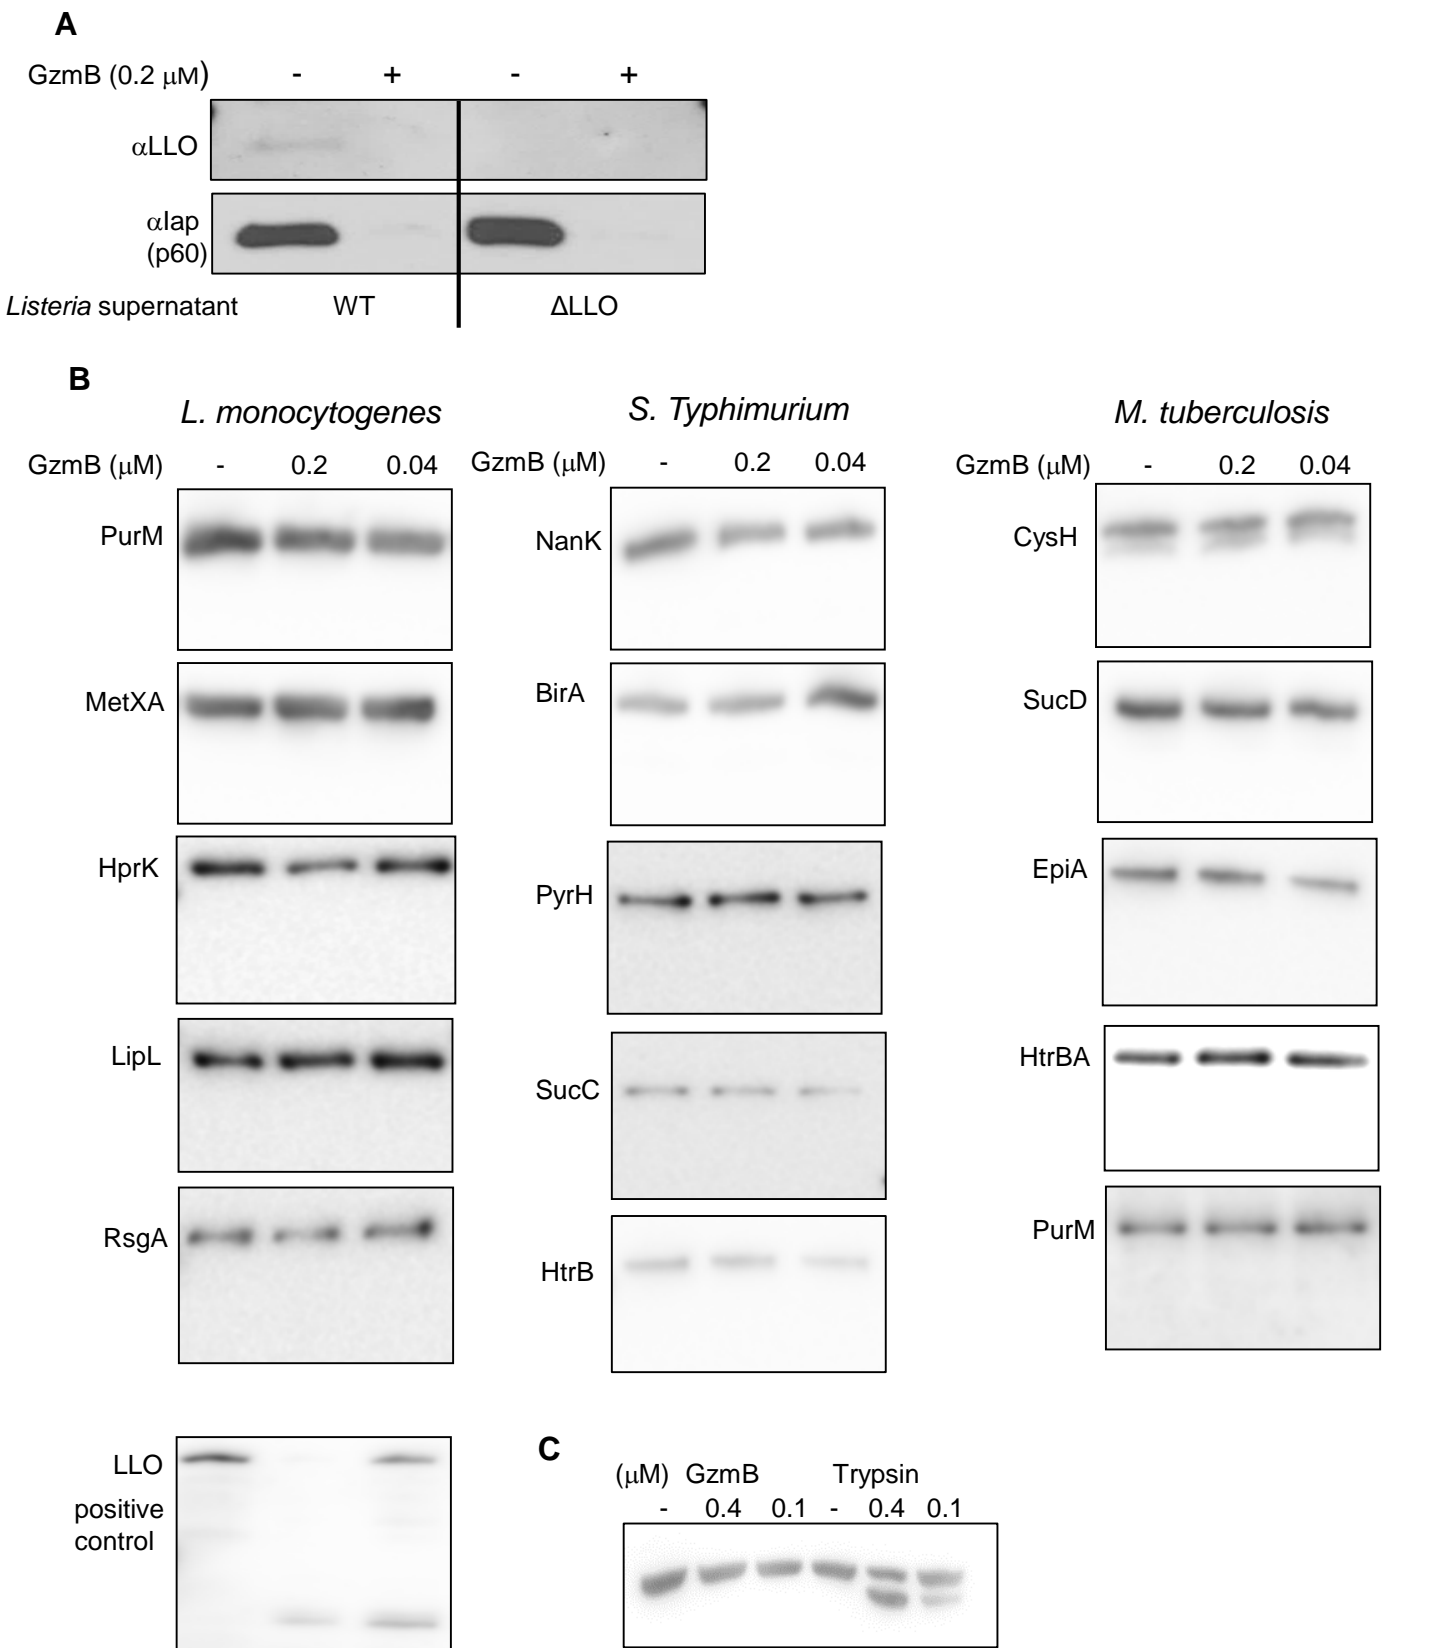 A
GzmB (0.2 μM) - + - +
αLLO
αIap
(p60)
Listeria supernatant WT ΔLLO
B
L. monocytogenes S. Typhimurium M. tuberculosis
GzmB (μM) - 0.2 0.04 GzmB (μM) - 0.2 0.04 GzmB (μM) - 0.2 0.04
PurM NanK CysH
MetXA BirA SucD
HprK PyrH EpiA
LipL SucC HtrBA
RsgA HtrB PurM
LLO
positive
control
C
(μM) GzmB Trypsin
- 0.4 0.1 - 0.4 0.1